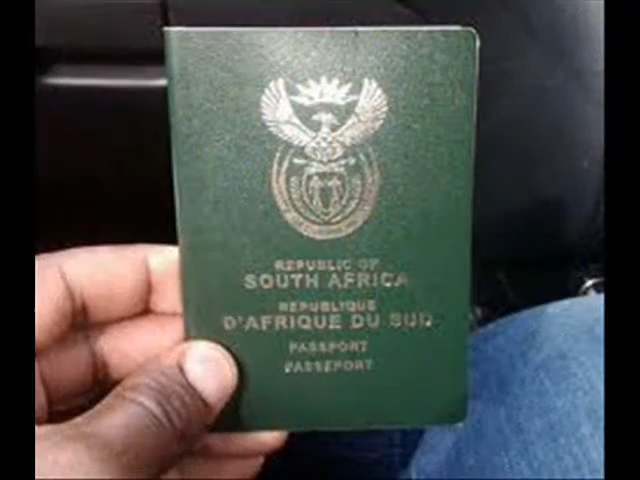 REPUBLIC OF
SOUTH AFRICA
REPUBLIQUE
D'AFRIQUE DU SUD
PASSPORT
PASSEPORT